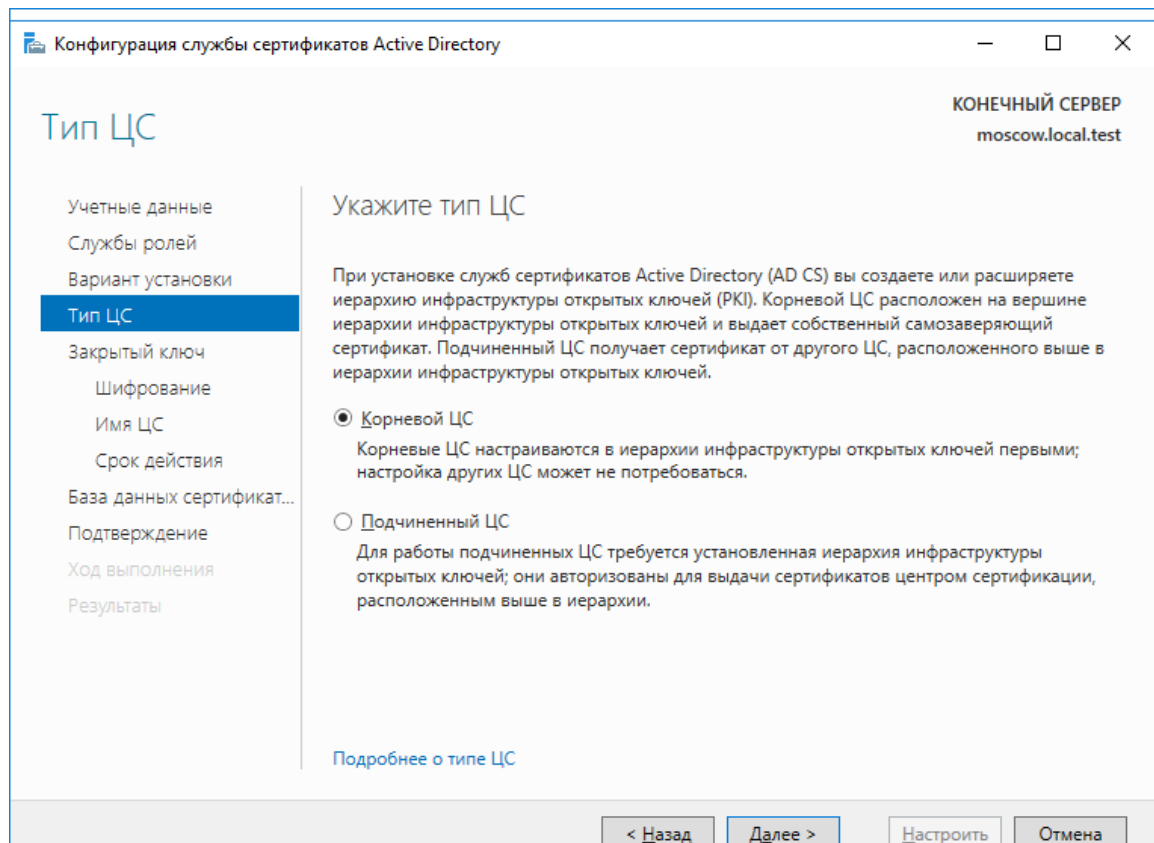 Конфигурация службы сертификатов Active Directory
Тип ЦС
КОНЕЧНЫЙ СЕРВЕР
moscow.local.test
Учетные данные
Службы ролей
Вариант установки
Тип ЦС
Закрытый ключ
Шифрование
Имя ЦС
Срок действия
База данных сертификат...
Подтверждение
Ход выполнения
Результаты
Укажите тип ЦС
При установке служб сертификатов Active Directory (AD CS) вы создаете или расширяете
иерархию инфраструктуры открытых ключей (PKI). Корневой ЦС расположен на вершине
иерархии инфраструктуры открытых ключей и выдает собственный самозаверяющий
сертификат. Подчиненный ЦС получает сертификат от другого ЦС, расположенного выше в
иерархии инфраструктуры открытых ключей.
Корневой ЦС
Корневые ЦС настраиваются в иерархии инфраструктуры открытых ключей первыми;
настройка других ЦС может не потребоваться.
Подчиненный ЦС
Для работы подчиненных ЦС требуется установленная иерархия инфраструктуры
открытых ключей; они авторизованы для выдачи сертификатов центром сертификации,
расположенным выше в иерархии.
Подробнее о типе ЦС
< Назад
Далее >
Настроить
Отмена